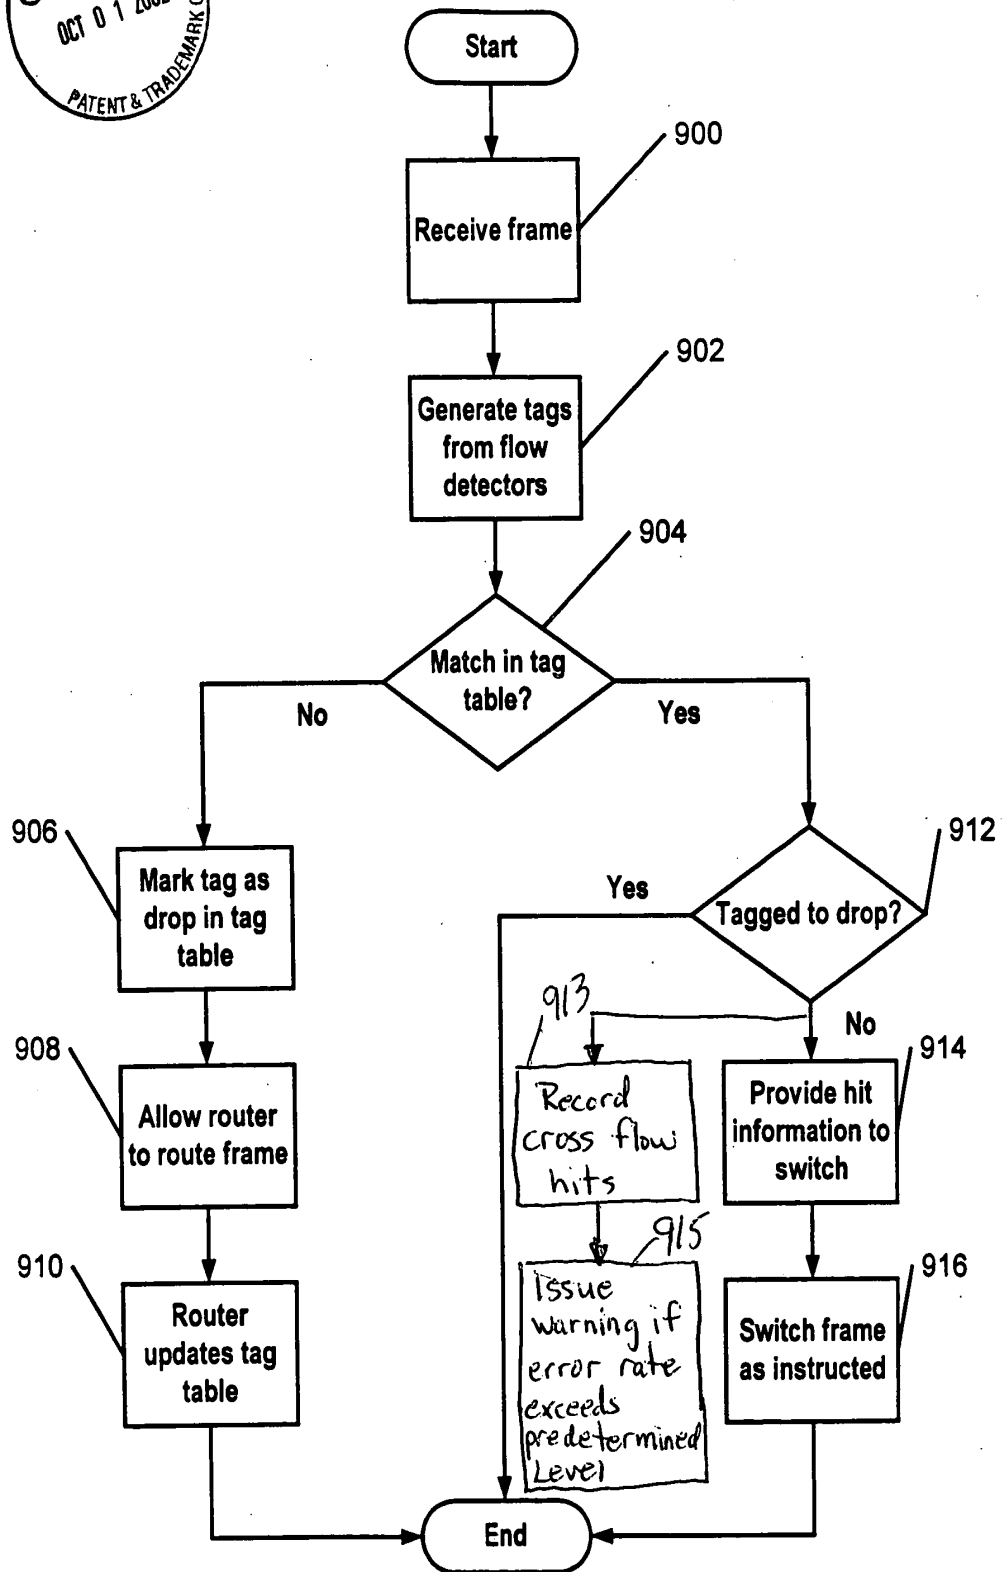 OCT 0 1 2002
PATENT & TRADEMARK
Start
900
Receive frame
902
Generate tags
from flow
detectors
904
Match in tag
table?
No
Yes
906
Mark tag as
drop in tag
table
912
Tagged to drop?
Yes
No
908
Allow router
to route frame
913
Record
cross flow
hits
914
Provide hit
information to
switch
910
Router
updates tag
table
915
Issue
warning if
error rate
exceeds
predetermined
Level
916
Switch frame
as instructed
End